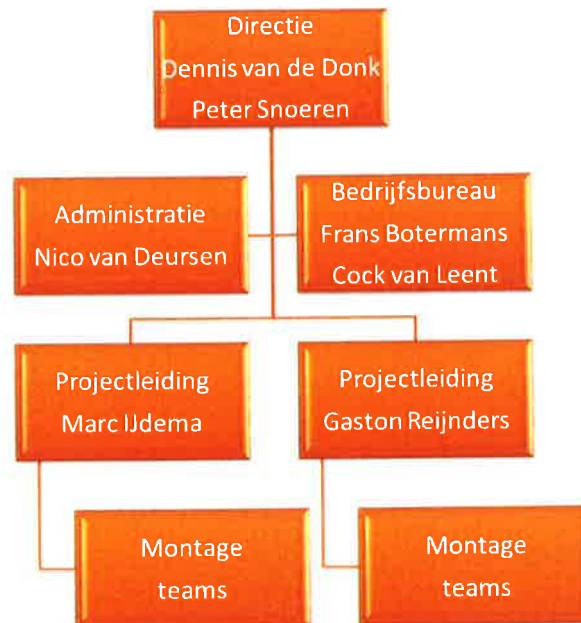 Directie
Dennis van de Donk
Peter Snoeren
Administratie
Nico van Deursen
Bedrijfsbureau
Frans Botermans
Cock van Leent
Projectleiding
Marc IJdema
Projectleiding
Gaston Reijnders
Montage
teams
Montage
teams